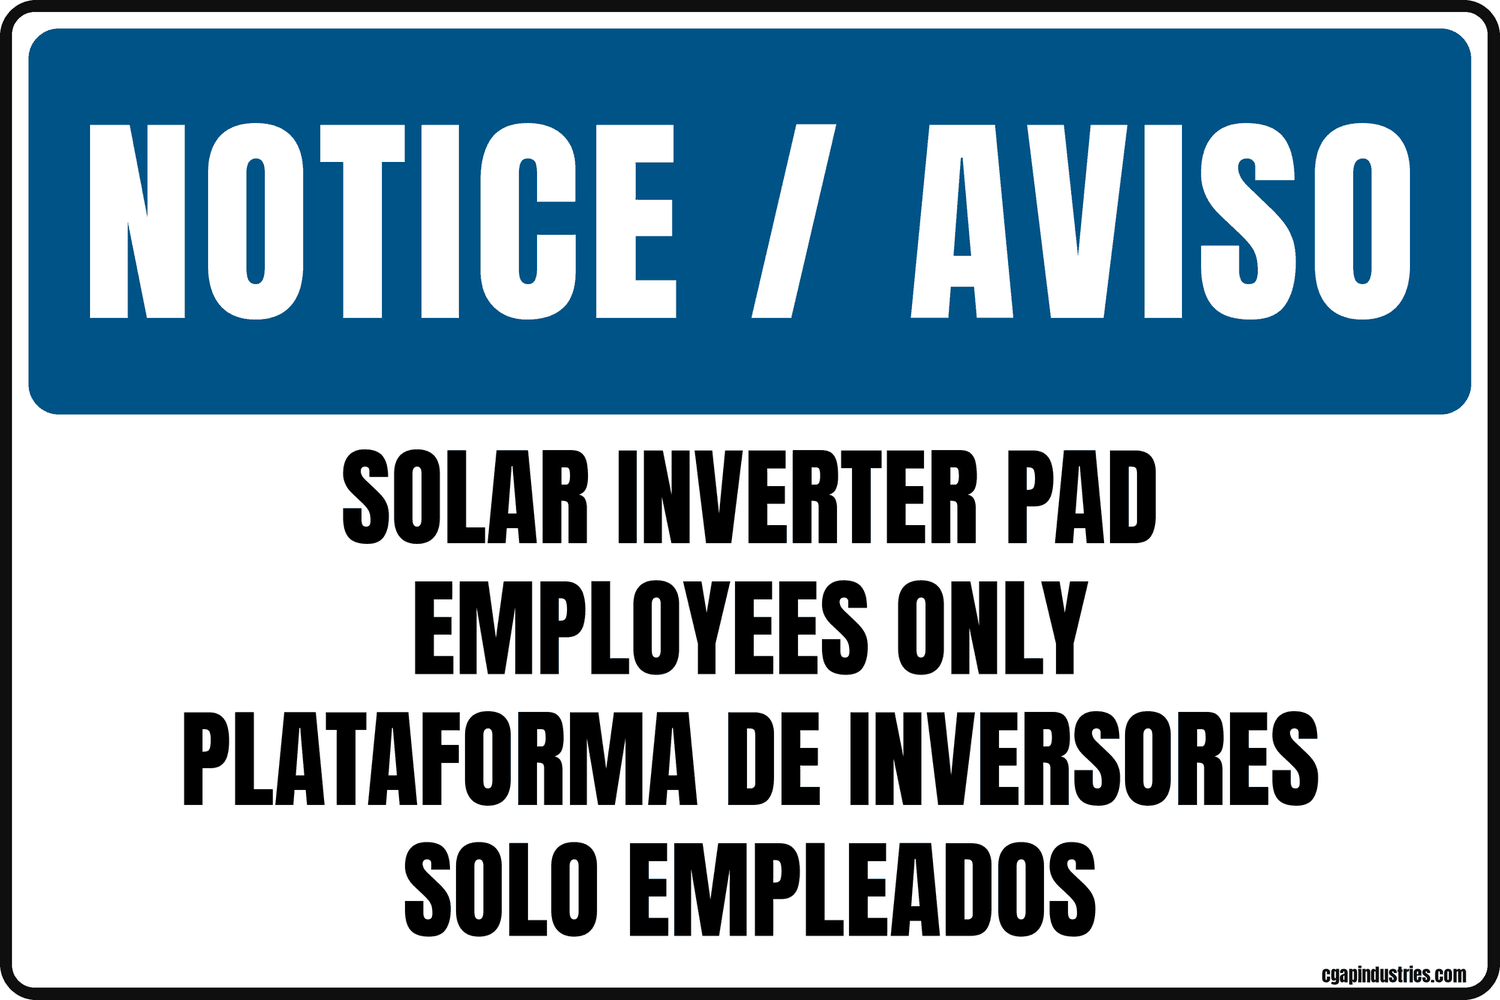 NOTICE / AVISO
SOLAR INVERTER PAD
EMPLOYEES ONLY
PLATAFORMA DE INVERSORES
SOLO EMPLEADOS
cgapindustries.com